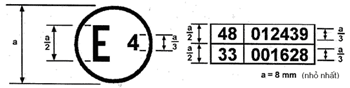 a
a/2
E 4
a/3
a/2
48 012439
a/3
a/2
33 001628
a/3
a = 8 mm (nhỏ nhất)